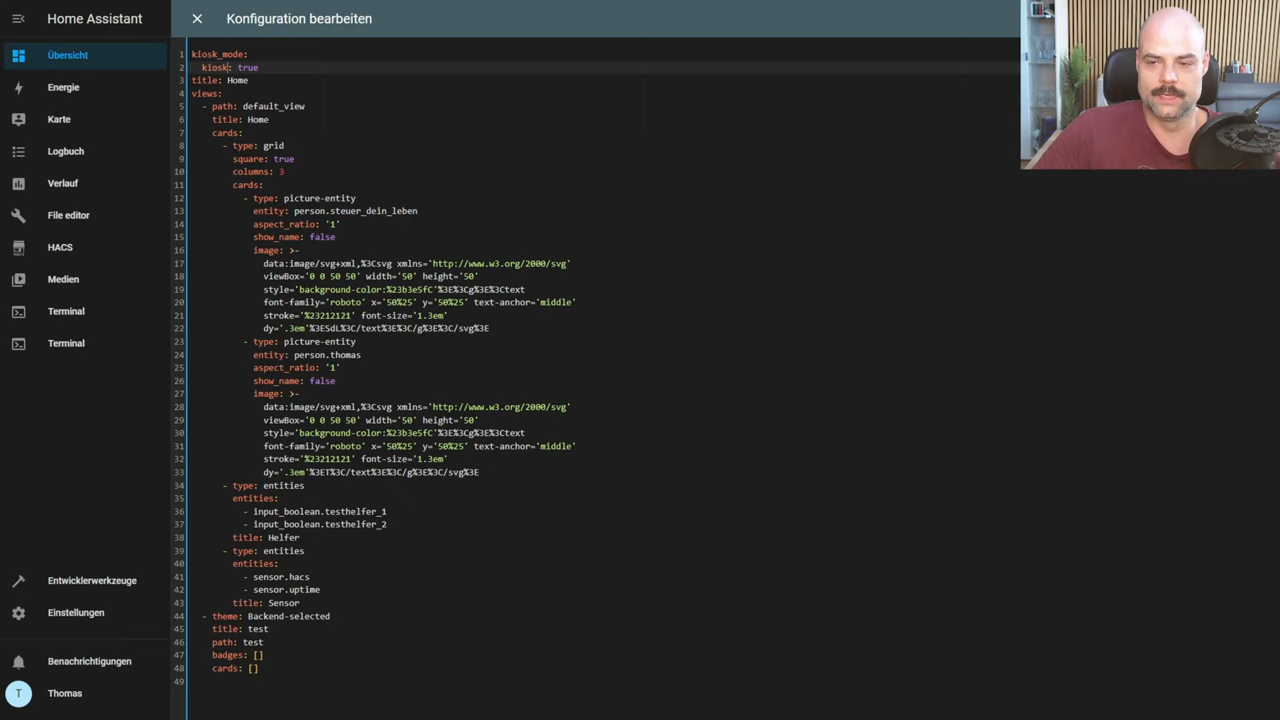 Home Assistant
Konfiguration bearbeiten
Übersicht
Energie
Karte
Logbuch
Verlauf
File editor
HACS
HACS
Medien
Terminal
Terminal
Entwicklerwerkzeuge
Einstellungen
Benachrichtigungen
T
Thomas
1 kiosk_mode:
2 kiosk: true
3 title: Home
4 views:
5 - path: default_view
6 title: Home
7 cards:
8 - type: grid
9 square: true
10 columns: 3
11 cards:
12 - type: picture-entity
13 entity: person.steuer_dein_leben
14 aspect_ratio: '1'
15 show_name: false
16 image: >-
17 data:image/svg+xml,%3Csvg xmlns='http://www.w3.org/2000/svg'
18 viewBox='0 0 50 50' width='50' height='50'
19 style='background-color:%23b3e5fC'%3E%3Cg%3E%3Ctext
20 font-family='roboto' x='50%25' y='50%25' text-anchor='middle'
21 stroke='%23212121' font-size='1.3em'
22 dy='.3em'%3ESdL%3C/text%3E%3C/g%3E%3C/svg%3E
23 - type: picture-entity
24 entity: person.thomas
25 aspect_ratio: '1'
26 show_name: false
27 image: >-
28 data:image/svg+xml,%3Csvg xmlns='http://www.w3.org/2000/svg'
29 viewBox='0 0 50 50' width='50' height='50'
30 style='background-color:%23b3e5fC'%3E%3Cg%3E%3Ctext
31 font-family='roboto' x='50%25' y='50%25' text-anchor='middle'
32 stroke='%23212121' font-size='1.3em'
33 dy='.3em'%3ET%3C/text%3E%3C/g%3E%3C/svg%3E
34 - type: entities
35 entities:
36 - input_boolean.testhelfer_1
37 - input_boolean.testhelfer_2
38 title: Helfer
39 - type: entities
40 entities:
41 - sensor.hacs
42 - sensor.uptime
43 title: Sensor
44 - theme: Backend-selected
45 title: test
46 path: test
47 badges: []
48 cards: []
49